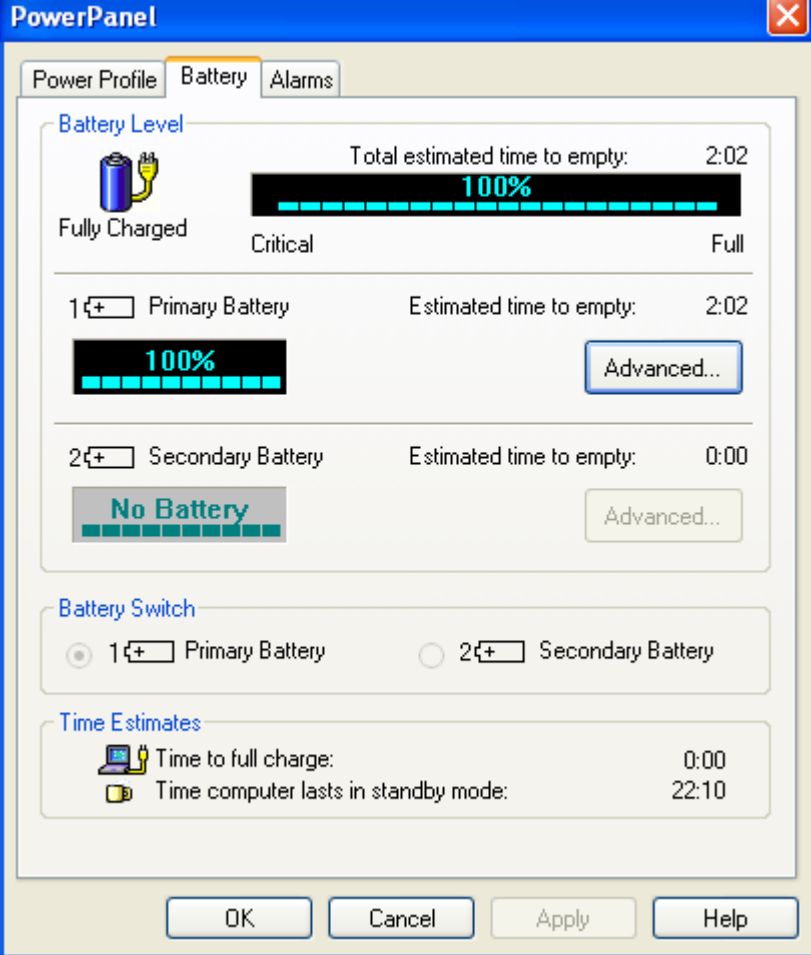 PowerPanel
Power Profile Battery Alarms
Battery Level
Total estimated time to empty: 2:02
100%
Fully Charged
Critical Full
1 Primary Battery Estimated time to empty: 2:02
100%
Advanced...
2 Secondary Battery Estimated time to empty: 0:00
No Battery
Advanced...
Battery Switch
1 Primary Battery 2 Secondary Battery
Time Estimates
Time to full charge: 0:00
Time computer lasts in standby mode: 22:10
OK Cancel Apply Help